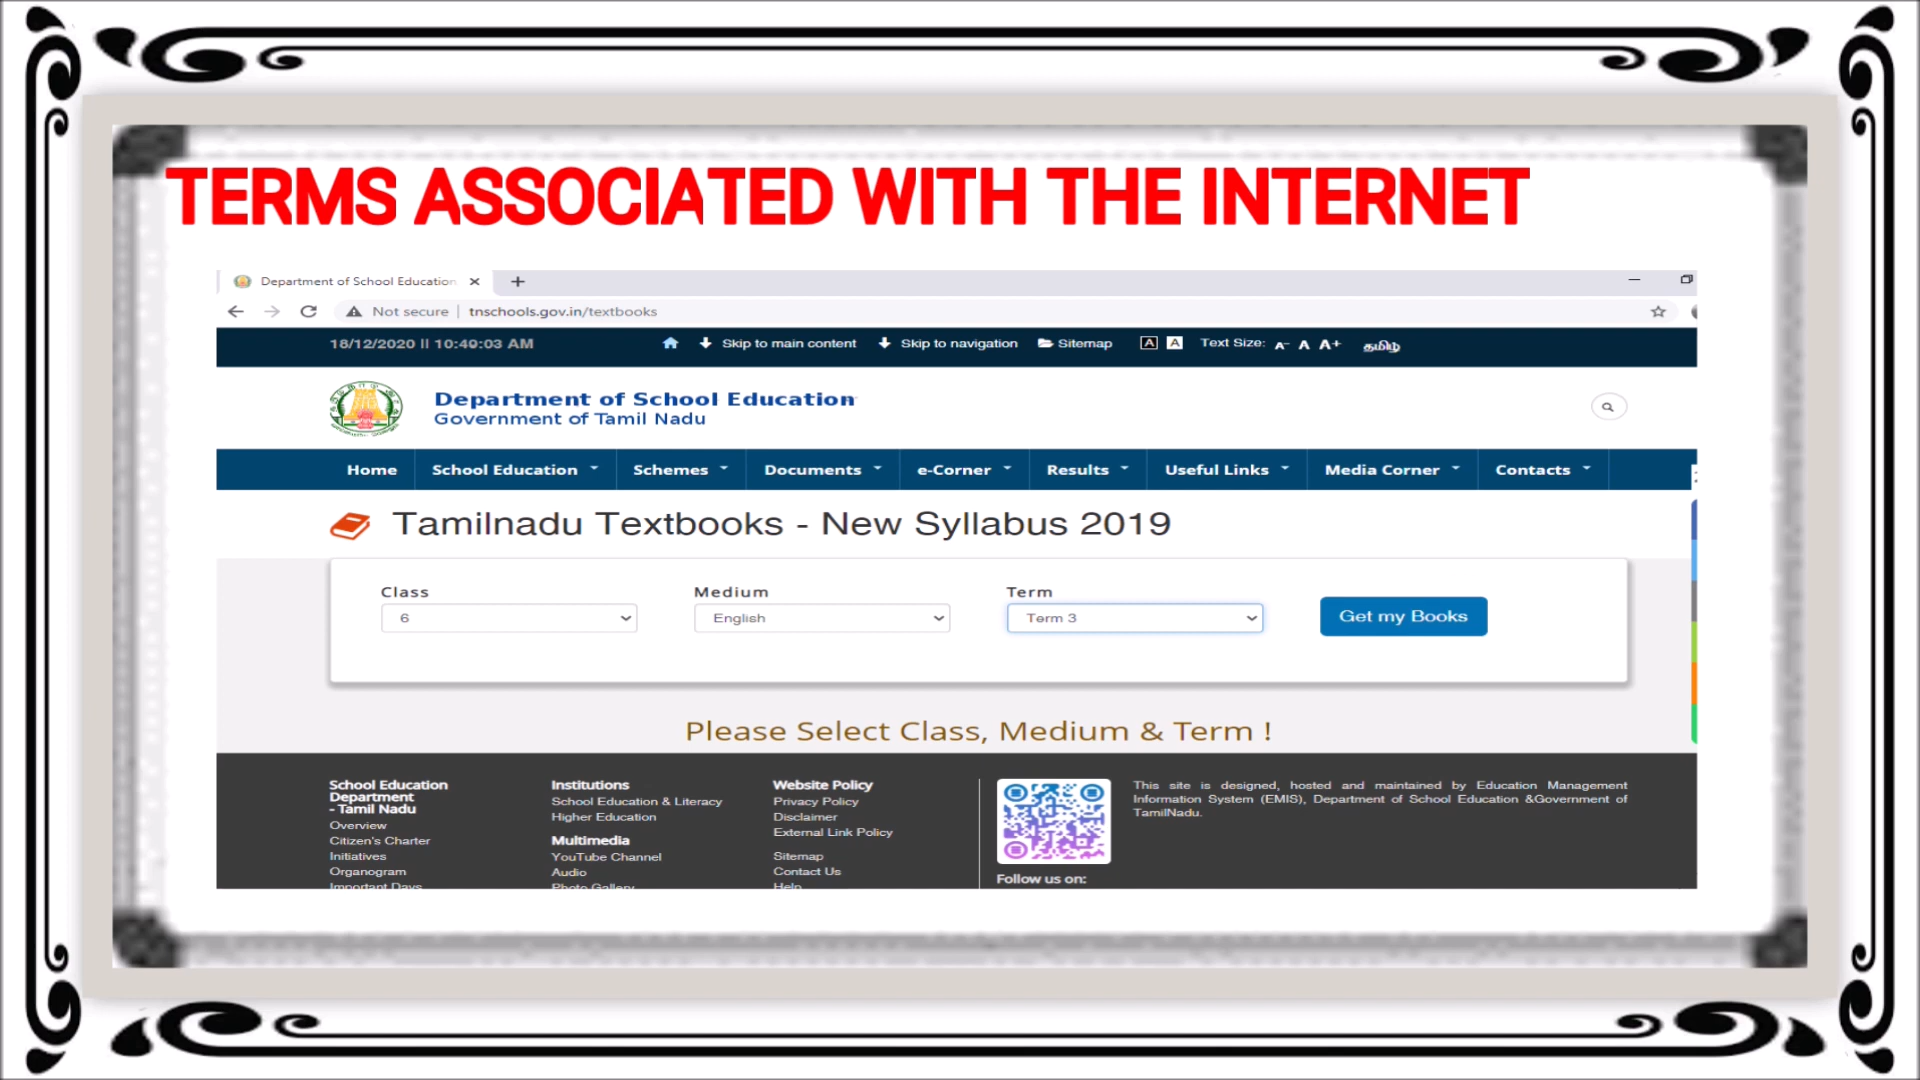 TERMS ASSOCIATED WITH THE INTERNET
Department of School Education
Not secure | tnschools.gov.in/textbooks
18/12/2020 || 10:49:03 AM Skip to main content Skip to navigation Sitemap A A Text Size: A- A A+ தமிழ்
Department of School Education
Government of Tamil Nadu
Home School Education Schemes Documents e-Corner Results Useful Links Media Corner Contacts
Tamilnadu Textbooks - New Syllabus 2019
Class Medium Term
6 English Term 3 Get my Books
Please Select Class, Medium & Term !
School Education
Department
- Tamil Nadu
Overview
Citizen's Charter
Initiatives
Organogram
Important Days
Institutions
School Education & Literacy
Higher Education
Multimedia
YouTube Channel
Audio
Photo Gallery
Website Policy
Privacy Policy
Disclaimer
External Link Policy
Sitemap
Contact Us
Help
Follow us on:
This site is designed, hosted and maintained by Education Management
Information System (EMIS), Department of School Education &Government of
TamilNadu.